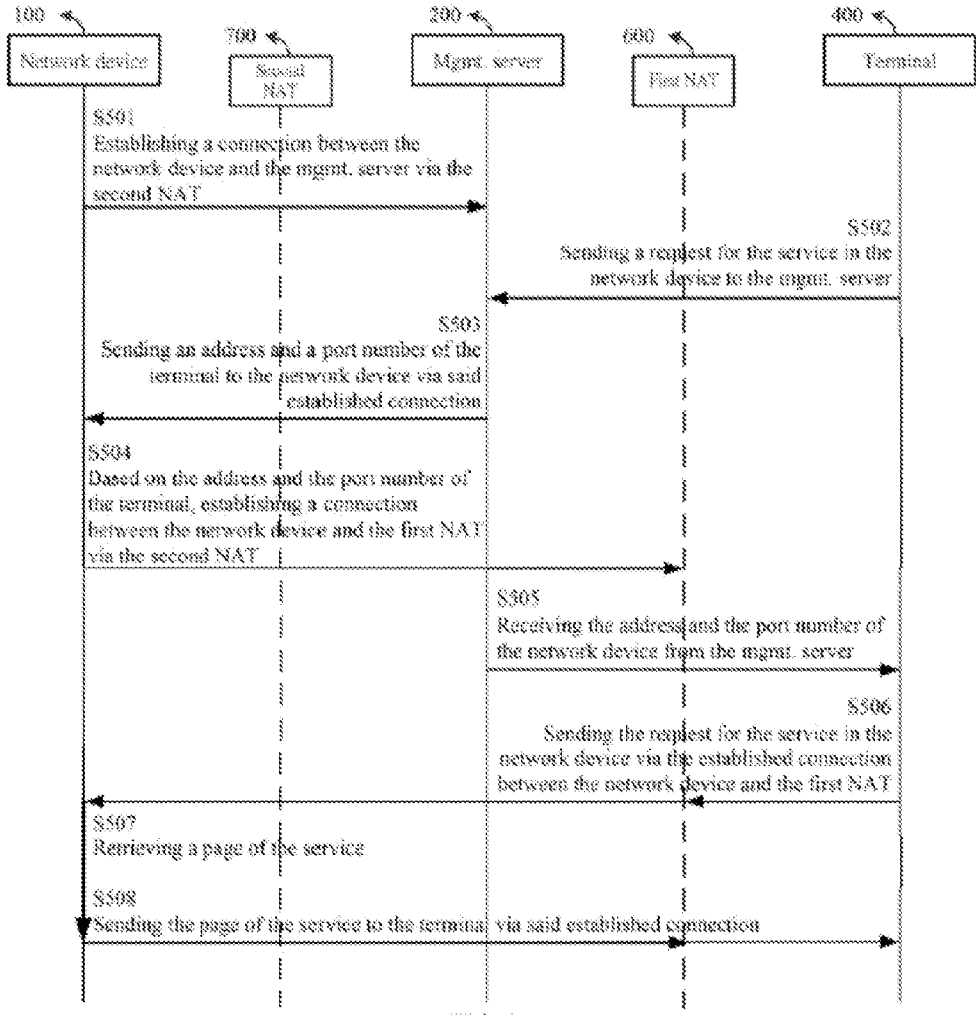 100
200
400
700
600
Network device
Second
NAT
Mgmt. server
First NAT
Terminal
S501
Establishing a connection between the
network device and the mgmt. server via the
second NAT
S502
Sending a request for the service in the
network device to the mgmt. server
S503
Sending an address and a port number of the
terminal to the network device via said
established connection
S504
Based on the address and the port number of
the terminal, establishing a connection
between the network device and the first NAT
via the second NAT
S505
Receiving the address and the port number of
the network device from the mgmt. server
S506
Sending the request for the service in the
network device via the established connection
between the network device and the first NAT
S507
Retrieving a page of the service
S508
Sending the page of the service to the terminal via said established connection